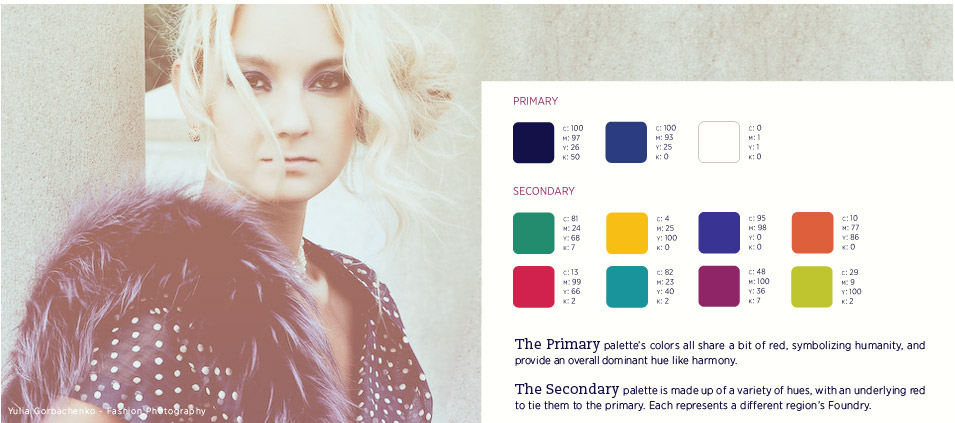 PRIMARY
C: 100
M: 97
Y: 26
K: 50
C: 100
M: 93
Y: 25
K: 0
C: 0
M: 1
Y: 1
K: 0
SECONDARY
C: 81
M: 24
Y: 68
K: 7
C: 4
M: 25
Y: 100
K: 0
C: 95
M: 98
Y: 0
K: 0
C: 10
M: 77
Y: 86
K: 0
C: 13
M: 99
Y: 66
K: 2
C: 82
M: 23
Y: 40
K: 2
C: 48
M: 100
Y: 36
K: 7
C: 29
M: 9
Y: 100
K: 2
The Primary palette's colors all share a bit of red, symbolizing humanity, and
provide an overall dominant hue like harmony.
The Secondary palette is made up of a variety of hues, with an underlying red
to tie them to the primary. Each represents a different region's Foundry.
Yulia Gorbachenko - Fashion Photography